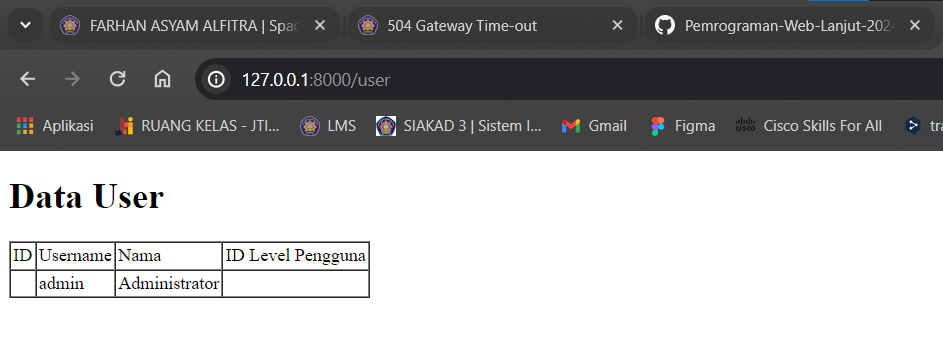 FARHAN ASYAM ALFITRA | Spac
504 Gateway Time-out
Pemrograman-Web-Lanjut-202
127.0.0.1:8000/user
Aplikasi
RUANG KELAS - JTI...
LMS
SIAKAD 3 | Sistem I...
Gmail
Figma
cisco
Cisco Skills For All
tra
Data User
ID Username Nama ID Level Pengguna
admin Administrator